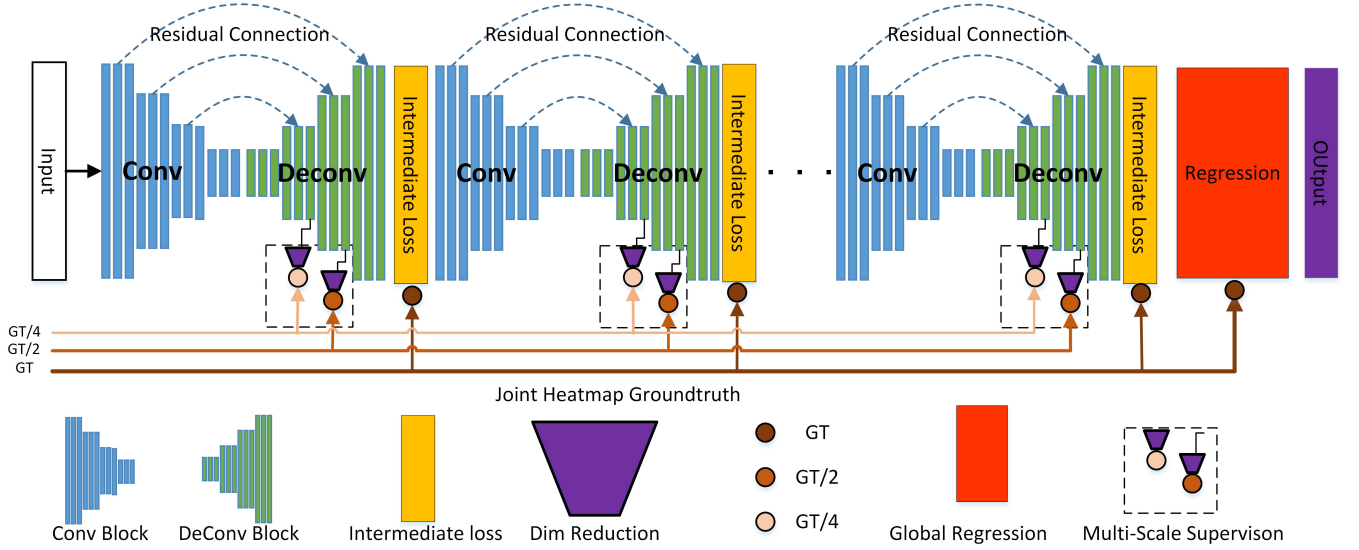 Residual Connection
Residual Connection
Residual Connection
Input
Conv
Deconv
Intermediate Loss
Conv
Deconv
Intermediate Loss
. . .
Conv
Deconv
Intermediate Loss
Regression
OUtput
GT/4
GT/2
GT
Joint Heatmap Groundtruth
GT
GT/2
GT/4
Conv Block
DeConv Block
Intermediate loss
Dim Reduction
Global Regression
Multi-Scale Supervison